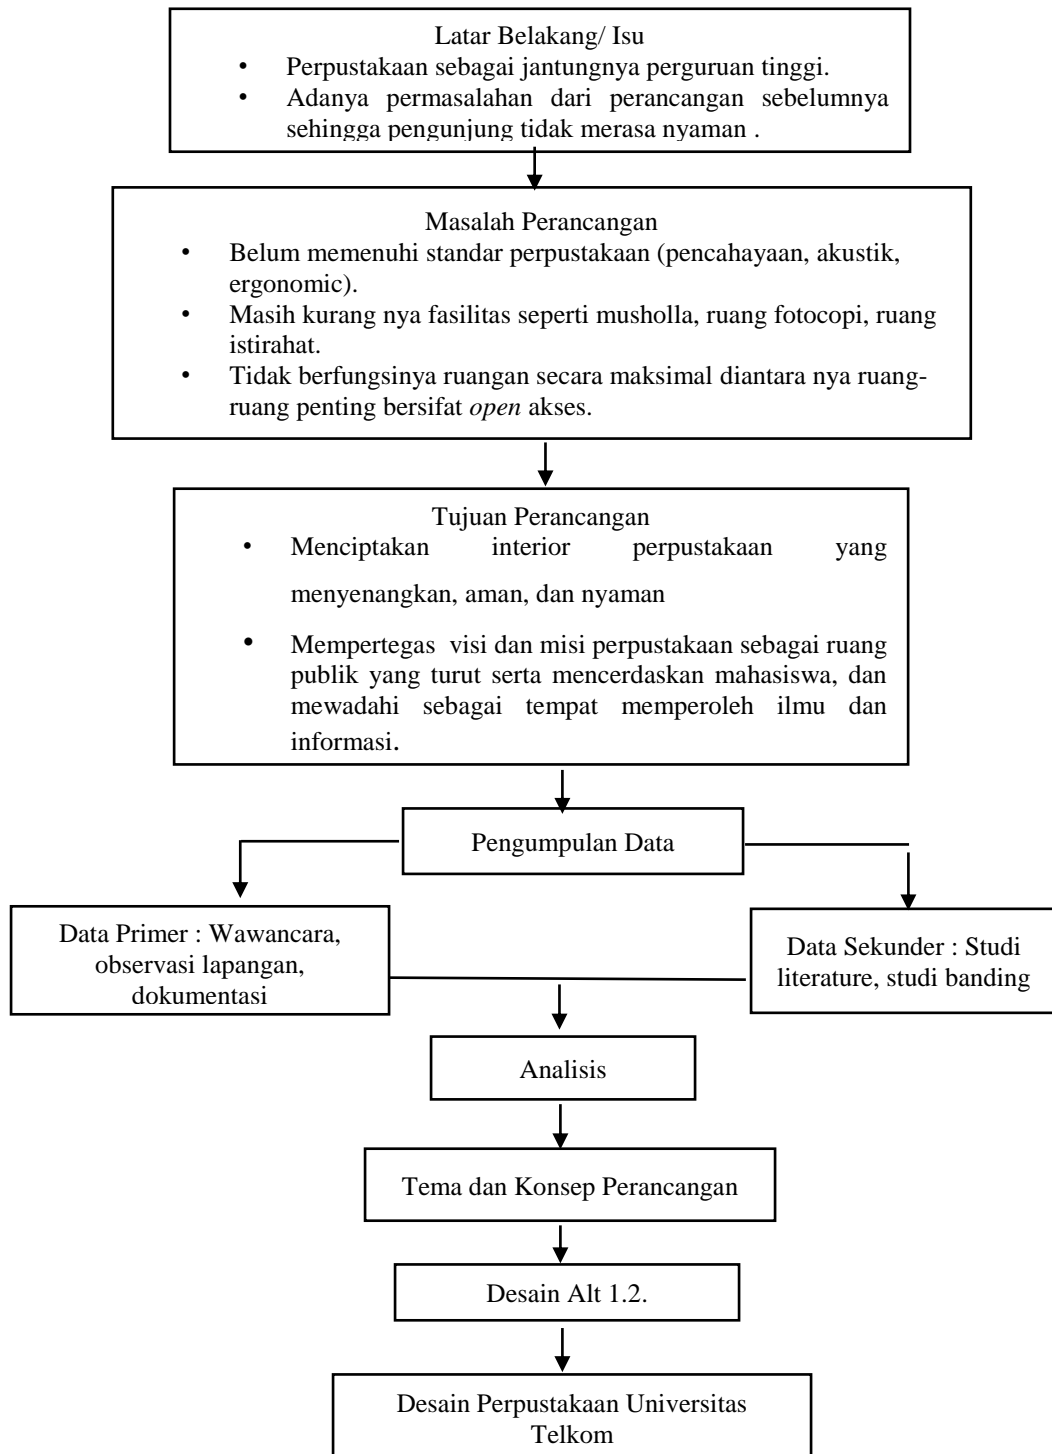 Latar Belakang/ Isu
• Perpustakaan sebagai jantungnya perguruan tinggi.
• Adanya permasalahan dari perancangan sebelumnya
sehingga pengunjung tidak merasa nyaman .
Masalah Perancangan
• Belum memenuhi standar perpustakaan (pencahayaan, akustik,
ergonomic).
• Masih kurang nya fasilitas seperti musholla, ruang fotocopi, ruang
istirahat.
• Tidak berfungsinya ruangan secara maksimal diantara nya ruang-
ruang penting bersifat open akses.
Tujuan Perancangan
• Menciptakan interior perpustakaan yang
menyenangkan, aman, dan nyaman
• Mempertegas visi dan misi perpustakaan sebagai ruang
publik yang turut serta mencerdaskan mahasiswa, dan
mewadahi sebagai tempat memperoleh ilmu dan
informasi.
Pengumpulan Data
Data Primer : Wawancara,
observasi lapangan,
dokumentasi
Data Sekunder : Studi
literature, studi banding
Analisis
Tema dan Konsep Perancangan
Desain Alt 1.2.
Desain Perpustakaan Universitas
Telkom